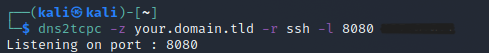 ┌──(kali㉿kali)-[~]
└─$ dns2tcpc -z your.domain.tld -r ssh -l 8080
Listening on port : 8080